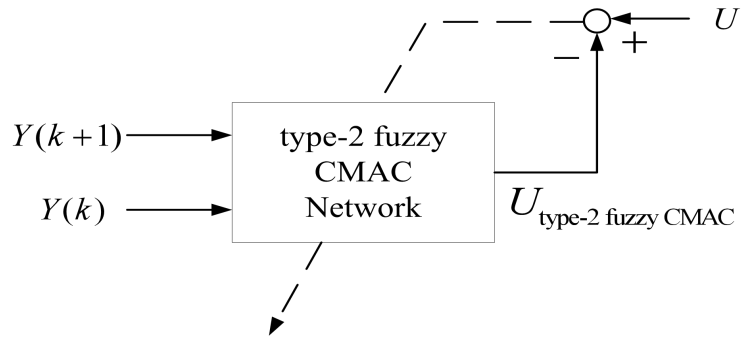 U
− +
Y(k+1)
type-2 fuzzy
CMAC
Network
Y(k)
U type-2 fuzzy CMAC